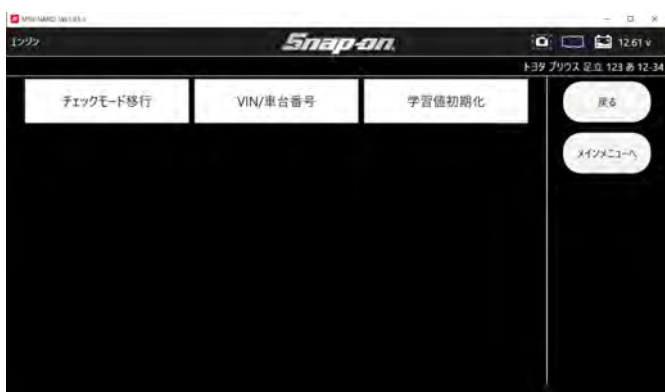 エンジン
Snap-on
12.61 v
トヨタ プリウス 足立 123 あ 12-34
チェックモード移行
VIN/車台番号
学習値初期化
戻る
メインメニューへ